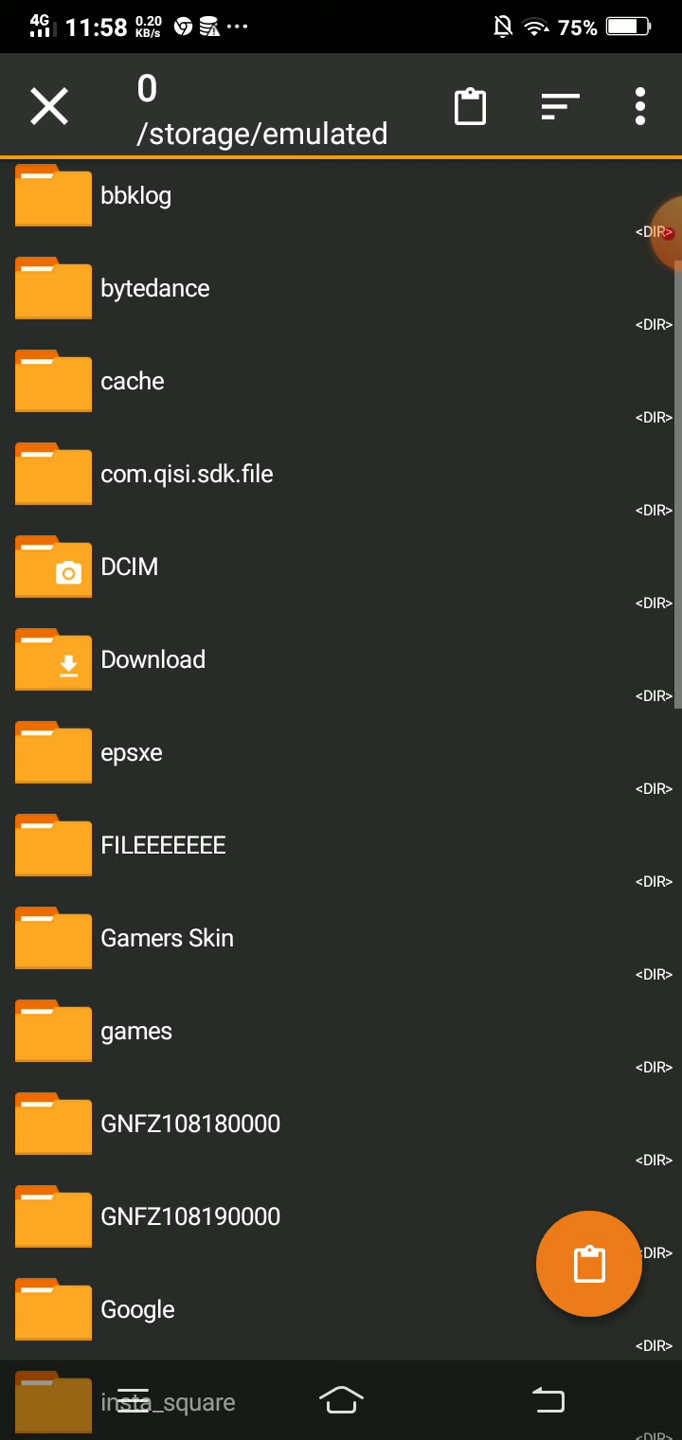 4G 11:58 0.20 KB/s 75%
0
/storage/emulated
bbklog
<DIR>
bytedance
<DIR>
cache
<DIR>
com.qisi.sdk.file
<DIR>
DCIM
<DIR>
Download
<DIR>
epsxe
<DIR>
FILEEEEEEE
<DIR>
Gamers Skin
<DIR>
games
<DIR>
GNFZ108180000
<DIR>
GNFZ108190000
<DIR>
Google
<DIR>
insta_square
<DIR>